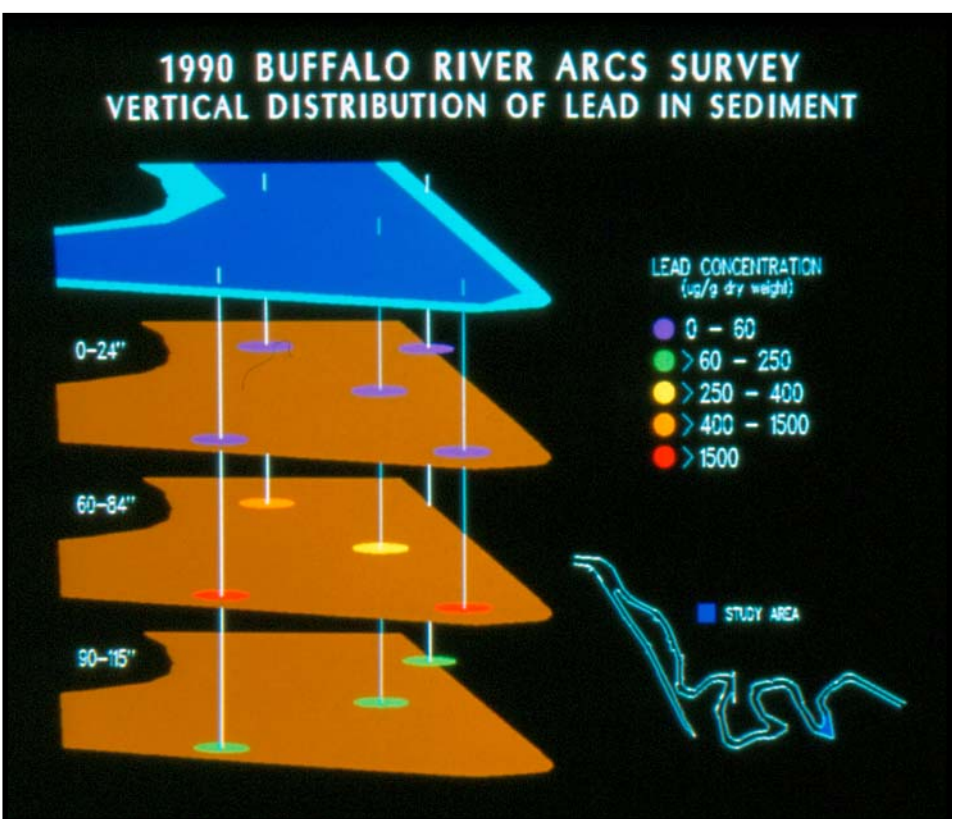 1990 BUFFALO RIVER ARCS SURVEY
VERTICAL DISTRIBUTION OF LEAD IN SEDIMENT
LEAD CONCENTRATION
(ug/g dry weight)
0 - 60
>60 - 250
>250 - 400
>400 - 1500
>1500
0-24"
60-84"
90-115"
STUDY AREA